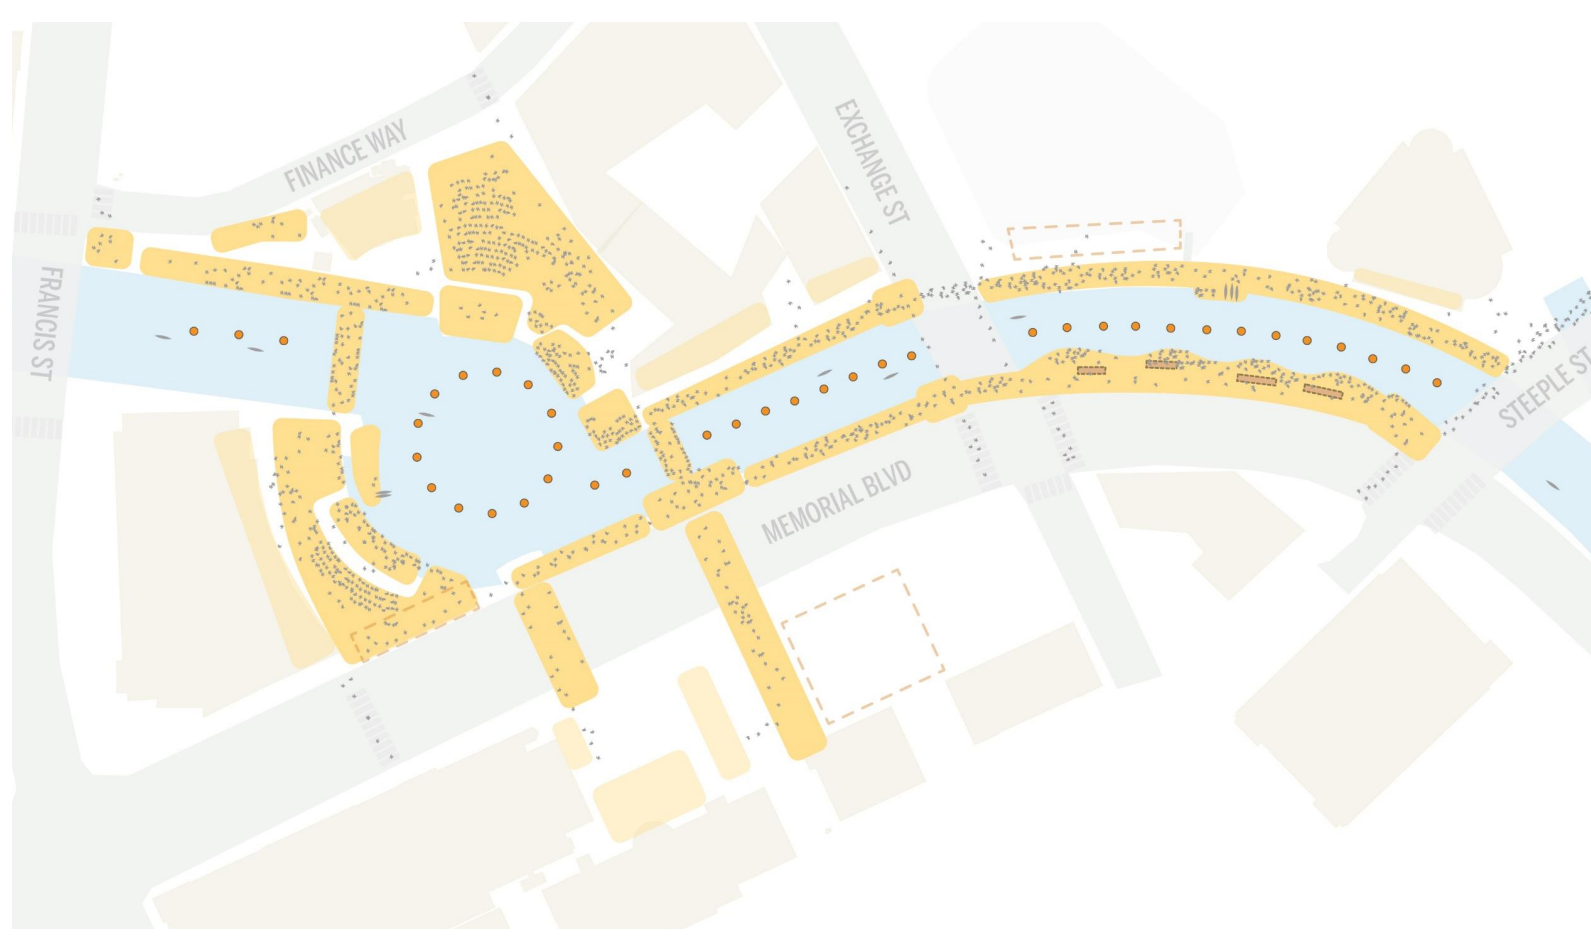 FINANCE WAY
EXCHANGE ST
FRANCIS ST
STEEPLE ST
MEMORIAL BLVD